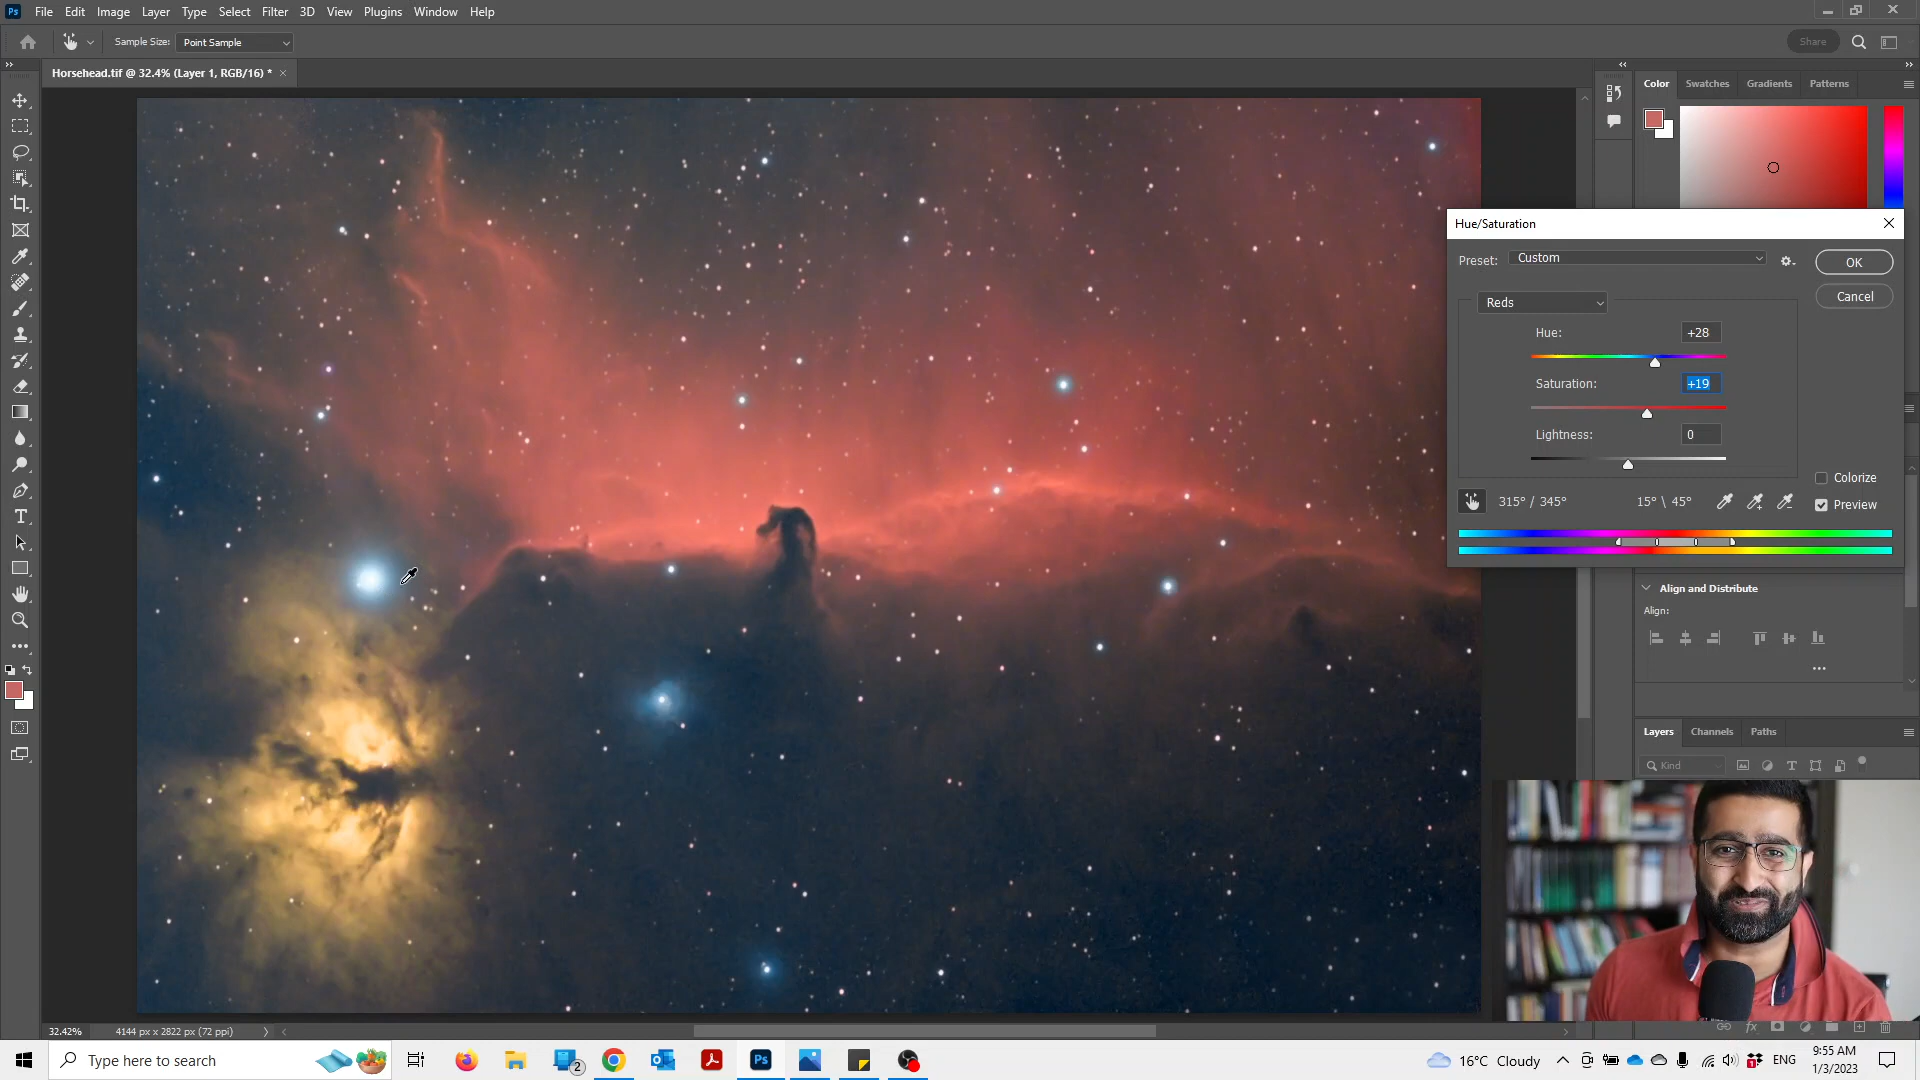 Ps File Edit Image Layer Type Select Filter 3D View Plugins Window Help
Sample Size: Point Sample Share
Horsehead.tif @ 32.4% (Layer 1, RGB/16) *
Color Swatches Gradients Patterns
Hue/Saturation
Preset: Custom OK
Cancel
Reds
Hue: +28
Saturation: +19
Lightness: 0
Colorize
315° / 345° 15° \ 45° Preview
Align and Distribute
Align:
Layers Channels Paths
Kind
32.42% 4144 px x 2822 px (72 ppi)
Type here to search 2 Ps 16°C Cloudy ENG 9:55 AM
1/3/2023